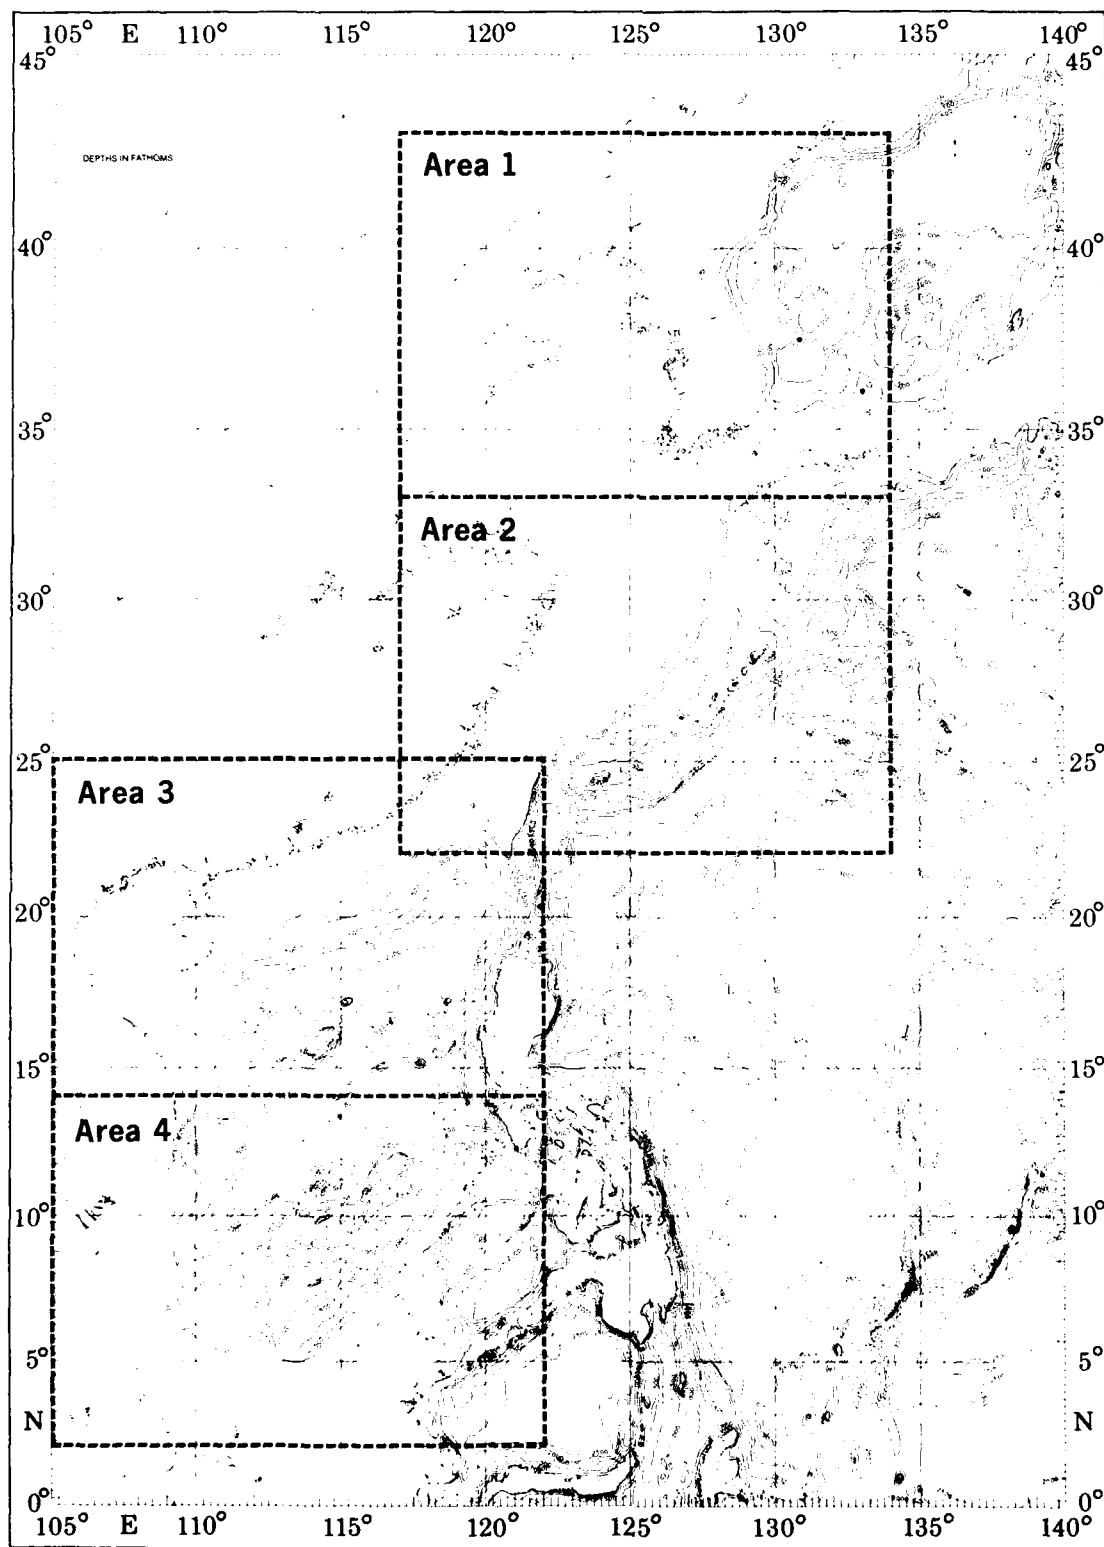 105° E 110° 115° 120° 125° 130° 135° 140°
45° 45°
DEPTHS IN FATHOMS
Area 1
40° 40°
35° 35°
Area 2
30° 30°
25° 25°
Area 3
20° 20°
15° 15°
Area 4
10° 10°
5° 5°
N N
0° 0°
105° E 110° 115° 120° 125° 130° 135° 140°